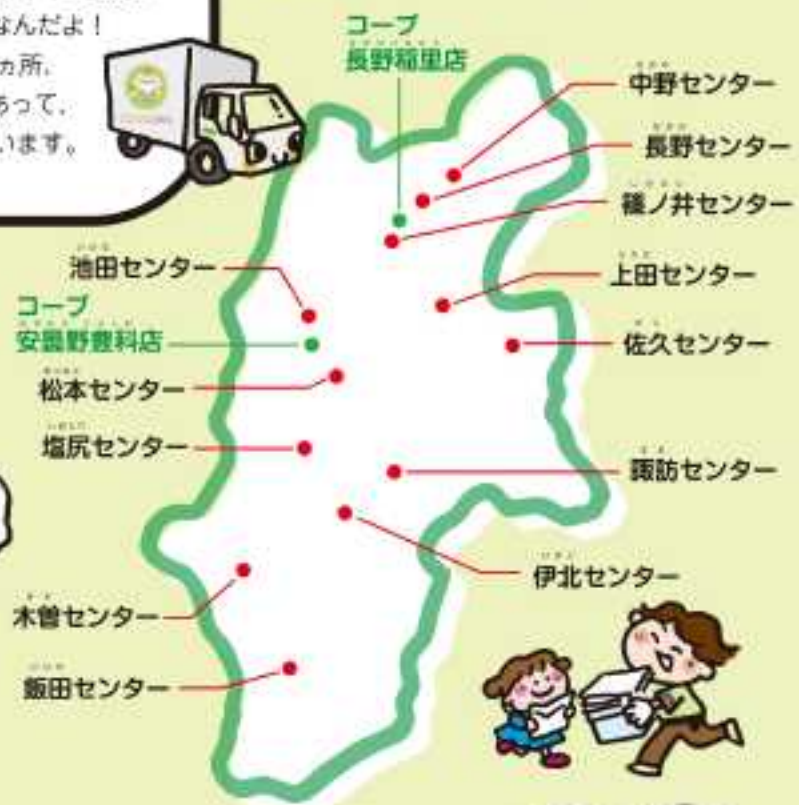 なんだよ！
カ所、
あって、
います。
コープ
長野稲里店
中野センター
長野センター
篠ノ井センター
上田センター
佐久センター
諏訪センター
伊北センター
池田センター
コープ
安曇野豊科店
松本センター
塩尻センター
木曽センター
飯田センター